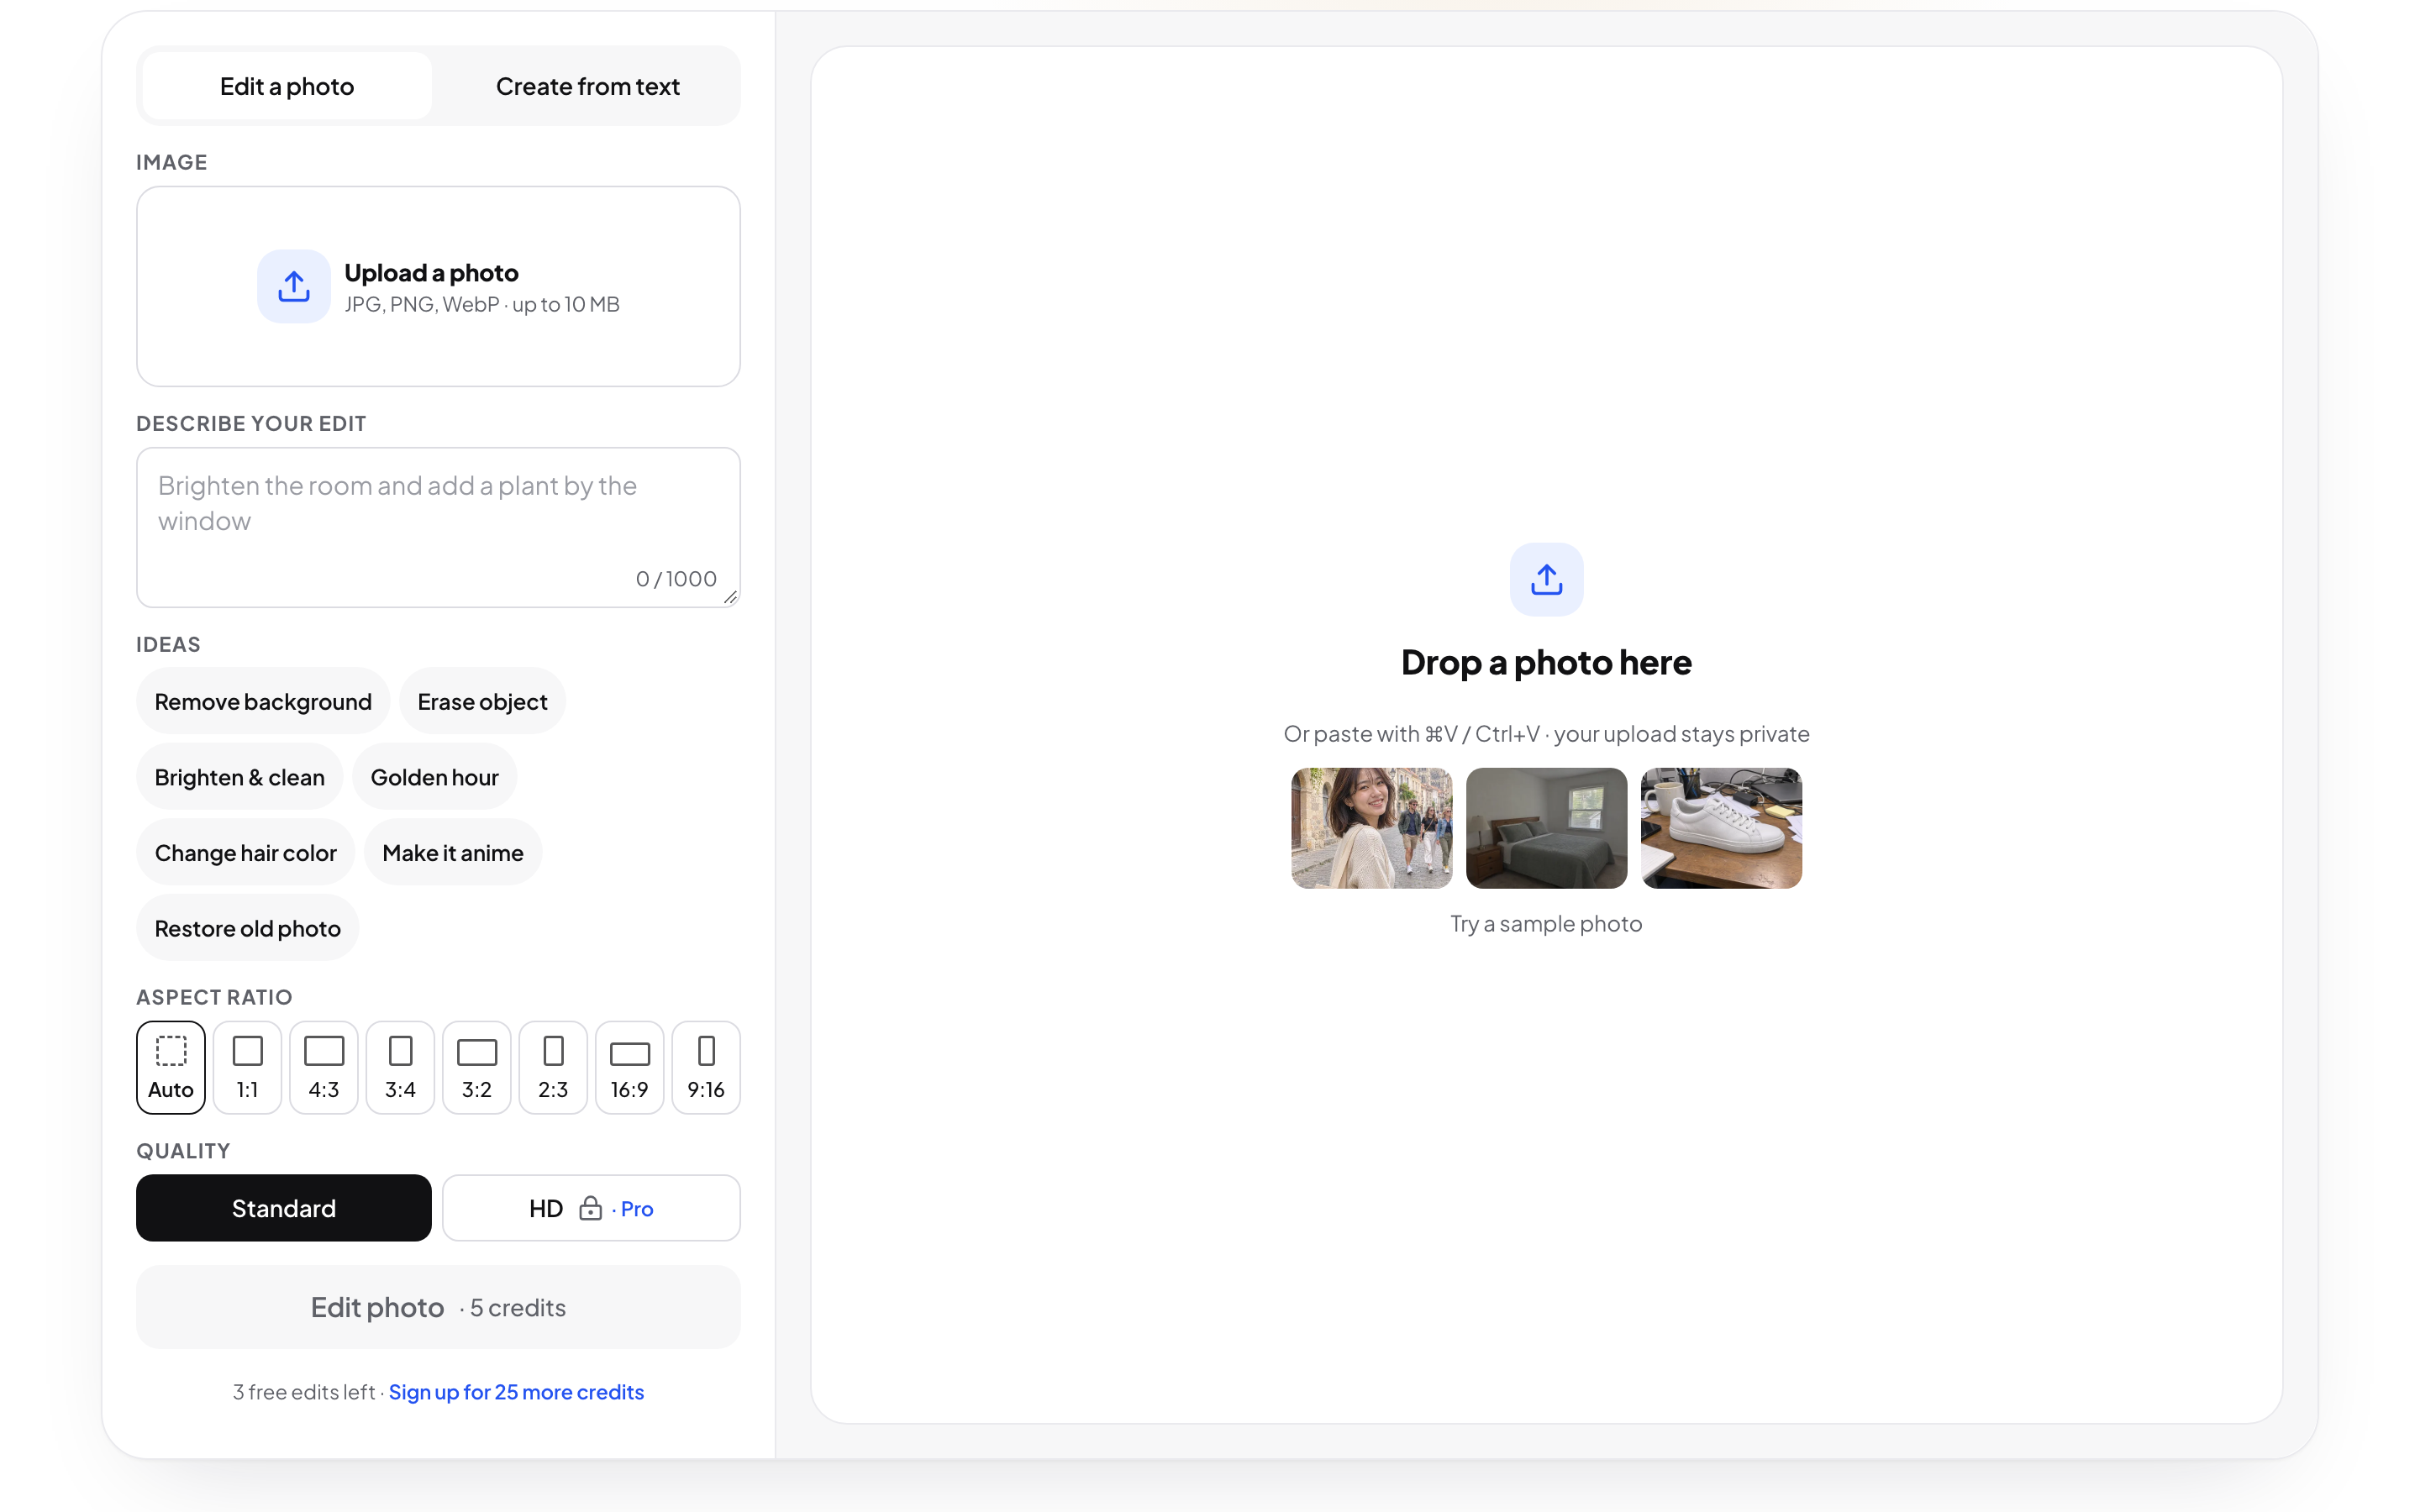 Edit a photo
Create from text
IMAGE
Upload a photo
JPG, PNG, WebP · up to 10 MB
DESCRIBE YOUR EDIT
Brighten the room and add a plant by the
window
0 / 1000
IDEAS
Remove background
Erase object
Brighten & clean
Golden hour
Change hair color
Make it anime
Restore old photo
ASPECT RATIO
Auto
1:1
4:3
3:4
3:2
2:3
16:9
9:16
QUALITY
Standard
HD · Pro
Edit photo · 5 credits
3 free edits left · Sign up for 25 more credits
Drop a photo here
Or paste with ⌘V / Ctrl+V · your upload stays private
Try a sample photo